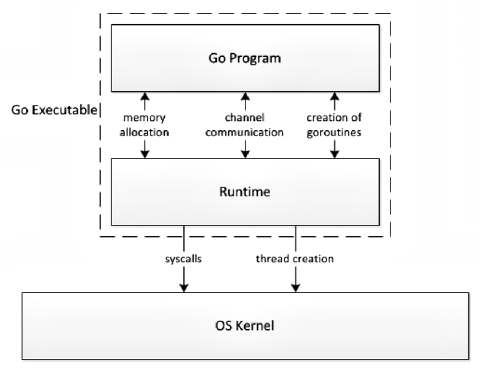 Go Program
Go Executable
memory channel creation of
allocation communication goroutines
Runtime
syscalls thread creation
OS Kernel